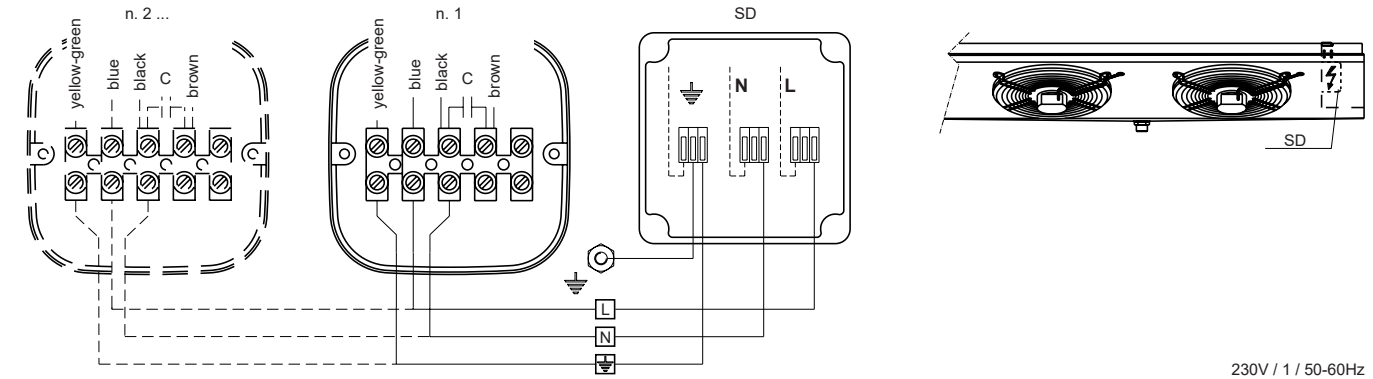 n. 2 ...
n. 1
SD
yellow-green
blue
black
C
brown
yellow-green
blue
black
C
brown
N
L
SD
L
N
230V / 1 / 50-60Hz